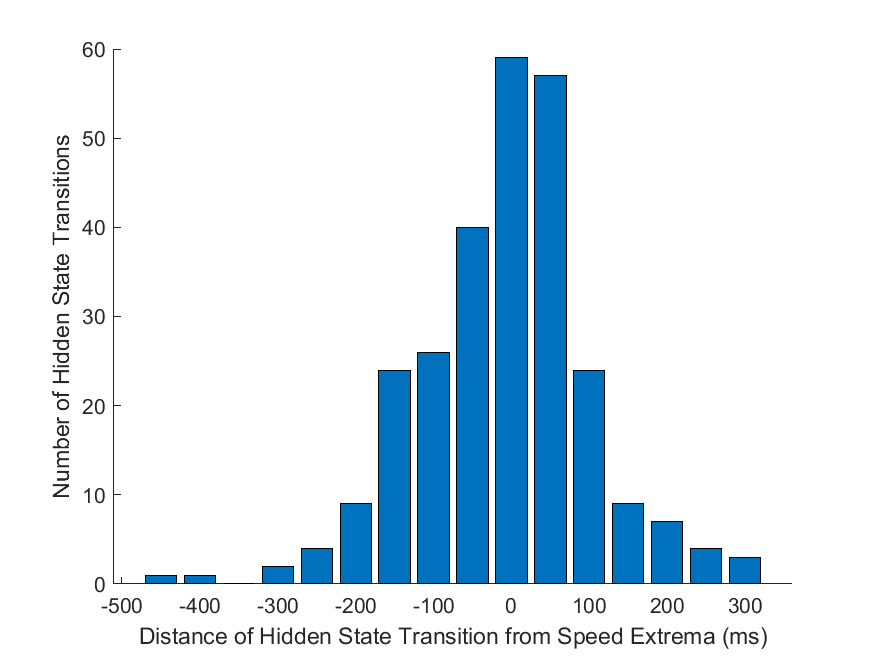 60
50
40
30
20
10
0
Number of Hidden State Transitions
-500 -400 -300 -200 -100 0 100 200 300
Distance of Hidden State Transition from Speed Extrema (ms)